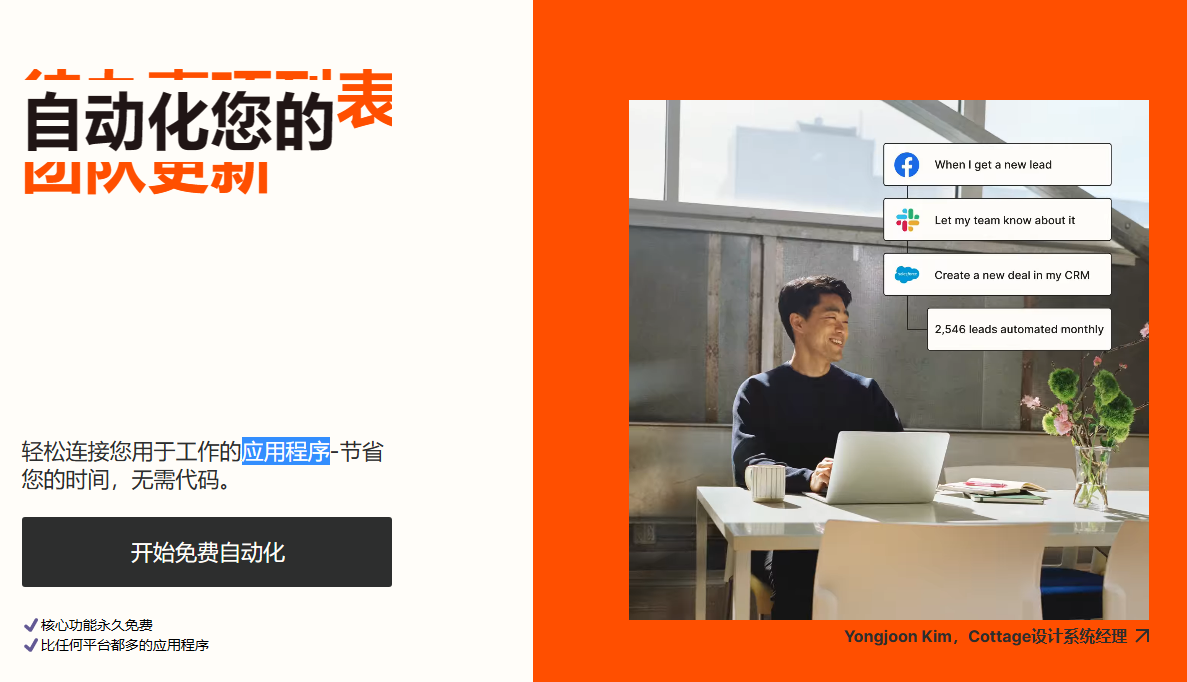 自动化您的
表
团队更新
轻松连接您用于工作的应用程序-节省
您的时间，无需代码。
开始免费自动化
核心功能永久免费
比任何平台都多的应用程序
When I get a new lead
Let my team know about it
Create a new deal in my CRM
2,546 leads automated monthly
Yongjoon Kim，Cottage设计系统经理